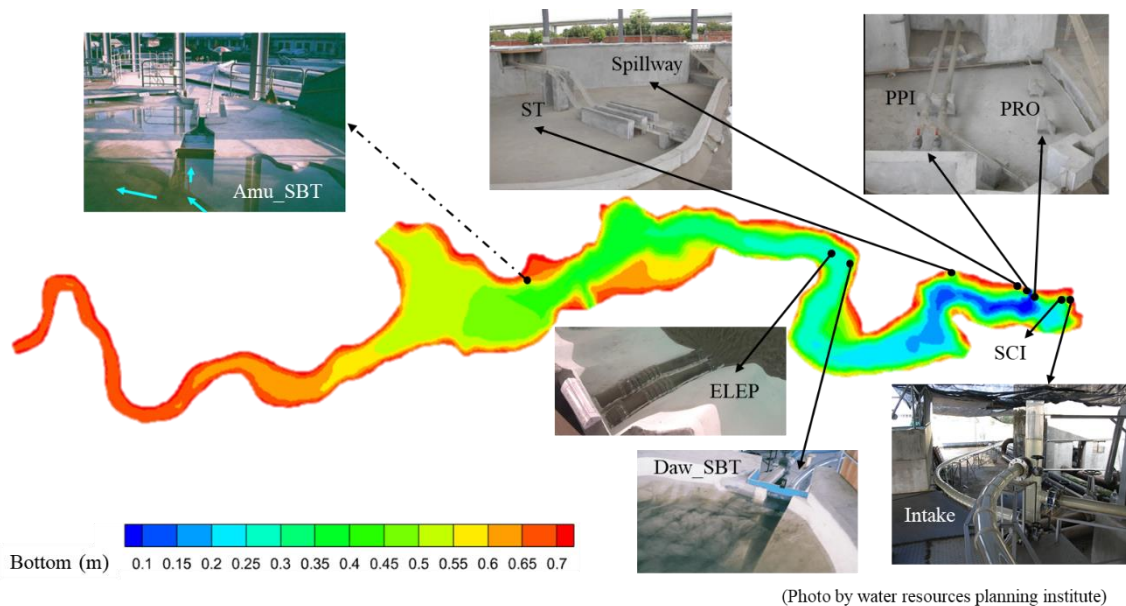 Spillway
ST
PPI
PRO
Amu_SBT
SCI
ELEP
Daw_SBT
Intake
Bottom (m)
0.1 0.15 0.2 0.25 0.3 0.35 0.4 0.45 0.5 0.55 0.6 0.65 0.7
(Photo by water resources planning institute)